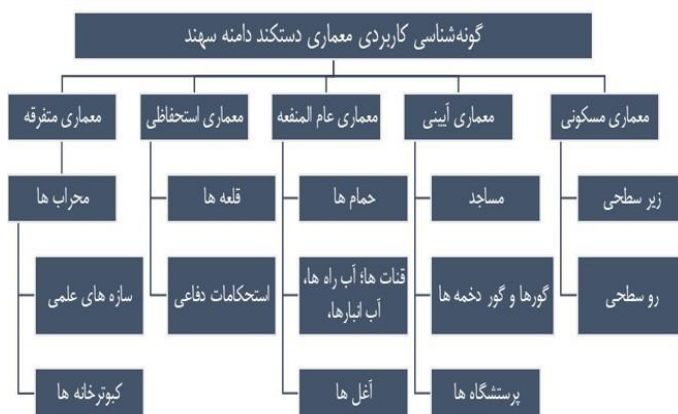 گونه‌شناسی کاربردی معماری دستکند دامنه سهند
معماری مسکونی
معماری آیینی
معماری عام المنفعه
معماری استحفاظی
معماری متفرقه
زیر سطحی
مساجد
حمام ها
قلعه ها
محراب ها
رو سطحی
گورها و گور دخمه ها
قنات ها؛ آب راه ها،
آب انبارها،
استحکامات دفاعی
سازه های علمی
پرستشگاه ها
آغل ها
کبوترخانه ها